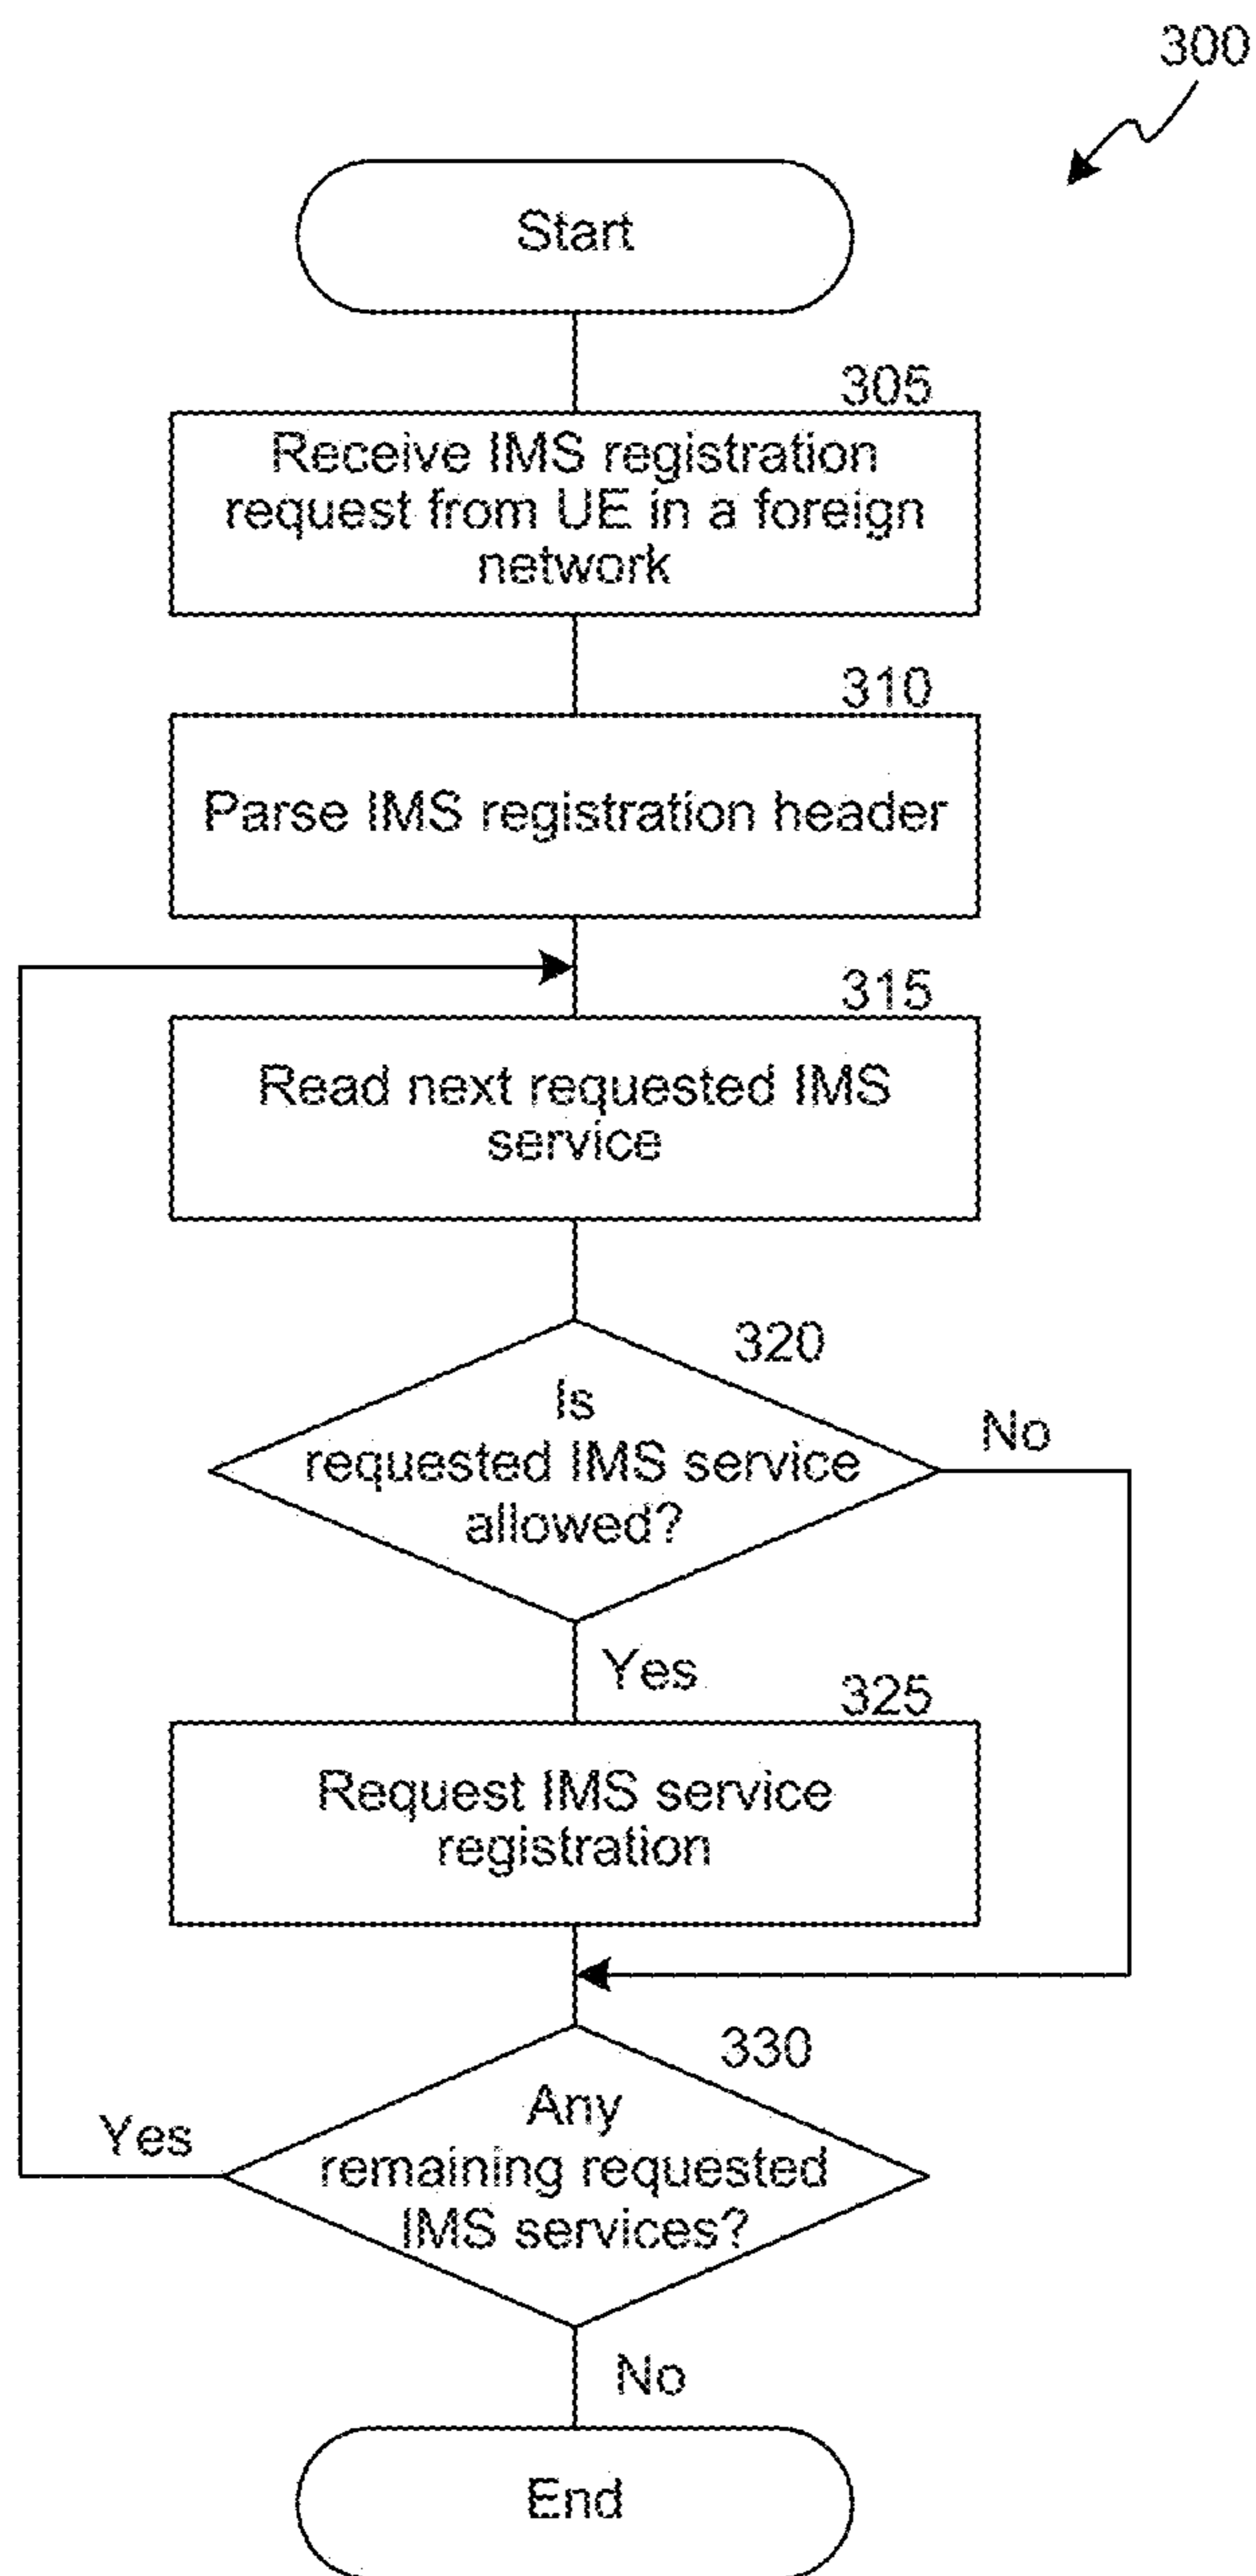 300
Start
305
Receive IMS registration
request from UE in a foreign
network
310
Parse IMS registration header
315
Read next requested IMS
service
320
Is
requested IMS service
allowed?
No
Yes
325
Request IMS service
registration
330
Any
remaining requested
IMS services?
Yes
No
End